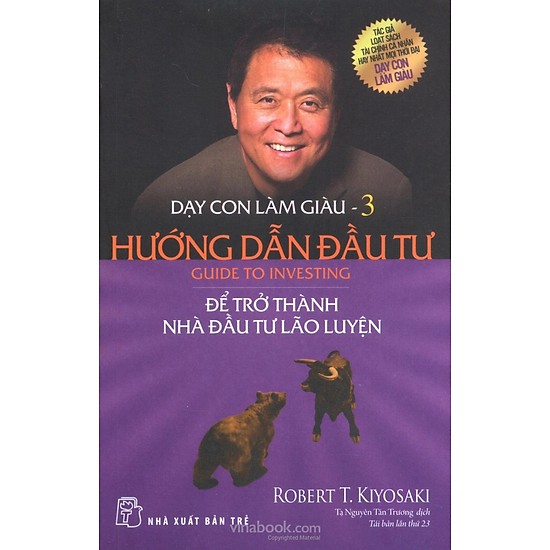 TÁC GIẢ
LOẠT SÁCH
TÀI CHÍNH CÁ NHÂN
HAY NHẤT MỌI THỜI ĐẠI
DẠY CON
LÀM GIÀU
DẠY CON LÀM GIÀU - 3
HƯỚNG DẪN ĐẦU TƯ
GUIDE TO INVESTING
ĐỂ TRỞ THÀNH
NHÀ ĐẦU TƯ LÃO LUYỆN
ROBERT T. KIYOSAKI
Tạ Nguyễn Tấn Trương dịch
Tái bản lần thứ 23
NHÀ XUẤT BẢN TRẺ
vinabook.com
Copyrighted Material